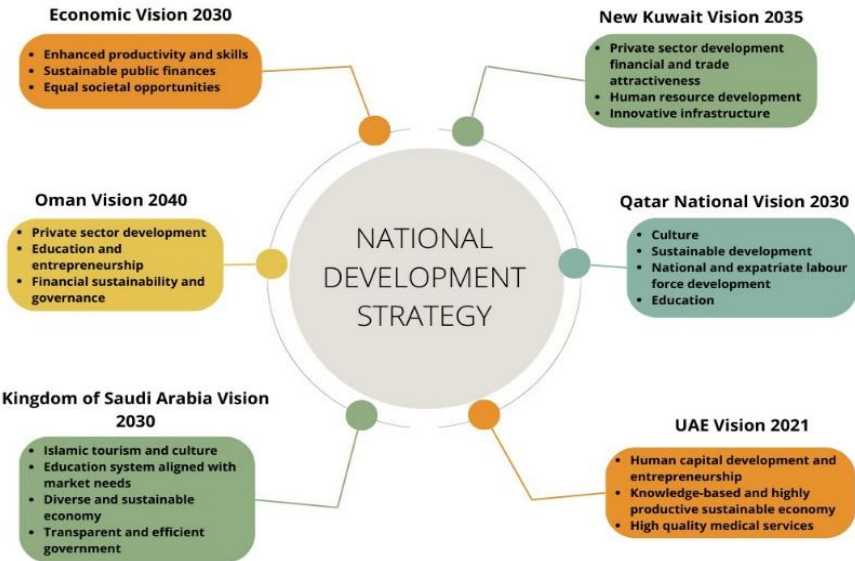 Economic Vision 2030
• Enhanced productivity and skills
• Sustainable public finances
• Equal societal opportunities
New Kuwait Vision 2035
• Private sector development
financial and trade
attractiveness
• Human resource development
• Innovative infrastructure
Oman Vision 2040
• Private sector development
• Education and
entrepreneurship
• Financial sustainability and
governance
NATIONAL
DEVELOPMENT
STRATEGY
Qatar National Vision 2030
• Culture
• Sustainable development
• National and expatriate labour
force development
• Education
Kingdom of Saudi Arabia Vision
2030
• Islamic tourism and culture
• Education system aligned with
market needs
• Diverse and sustainable
economy
• Transparent and efficient
government
UAE Vision 2021
• Human capital development and
entrepreneurship
• Knowledge-based and highly
productive sustainable economy
• High quality medical services